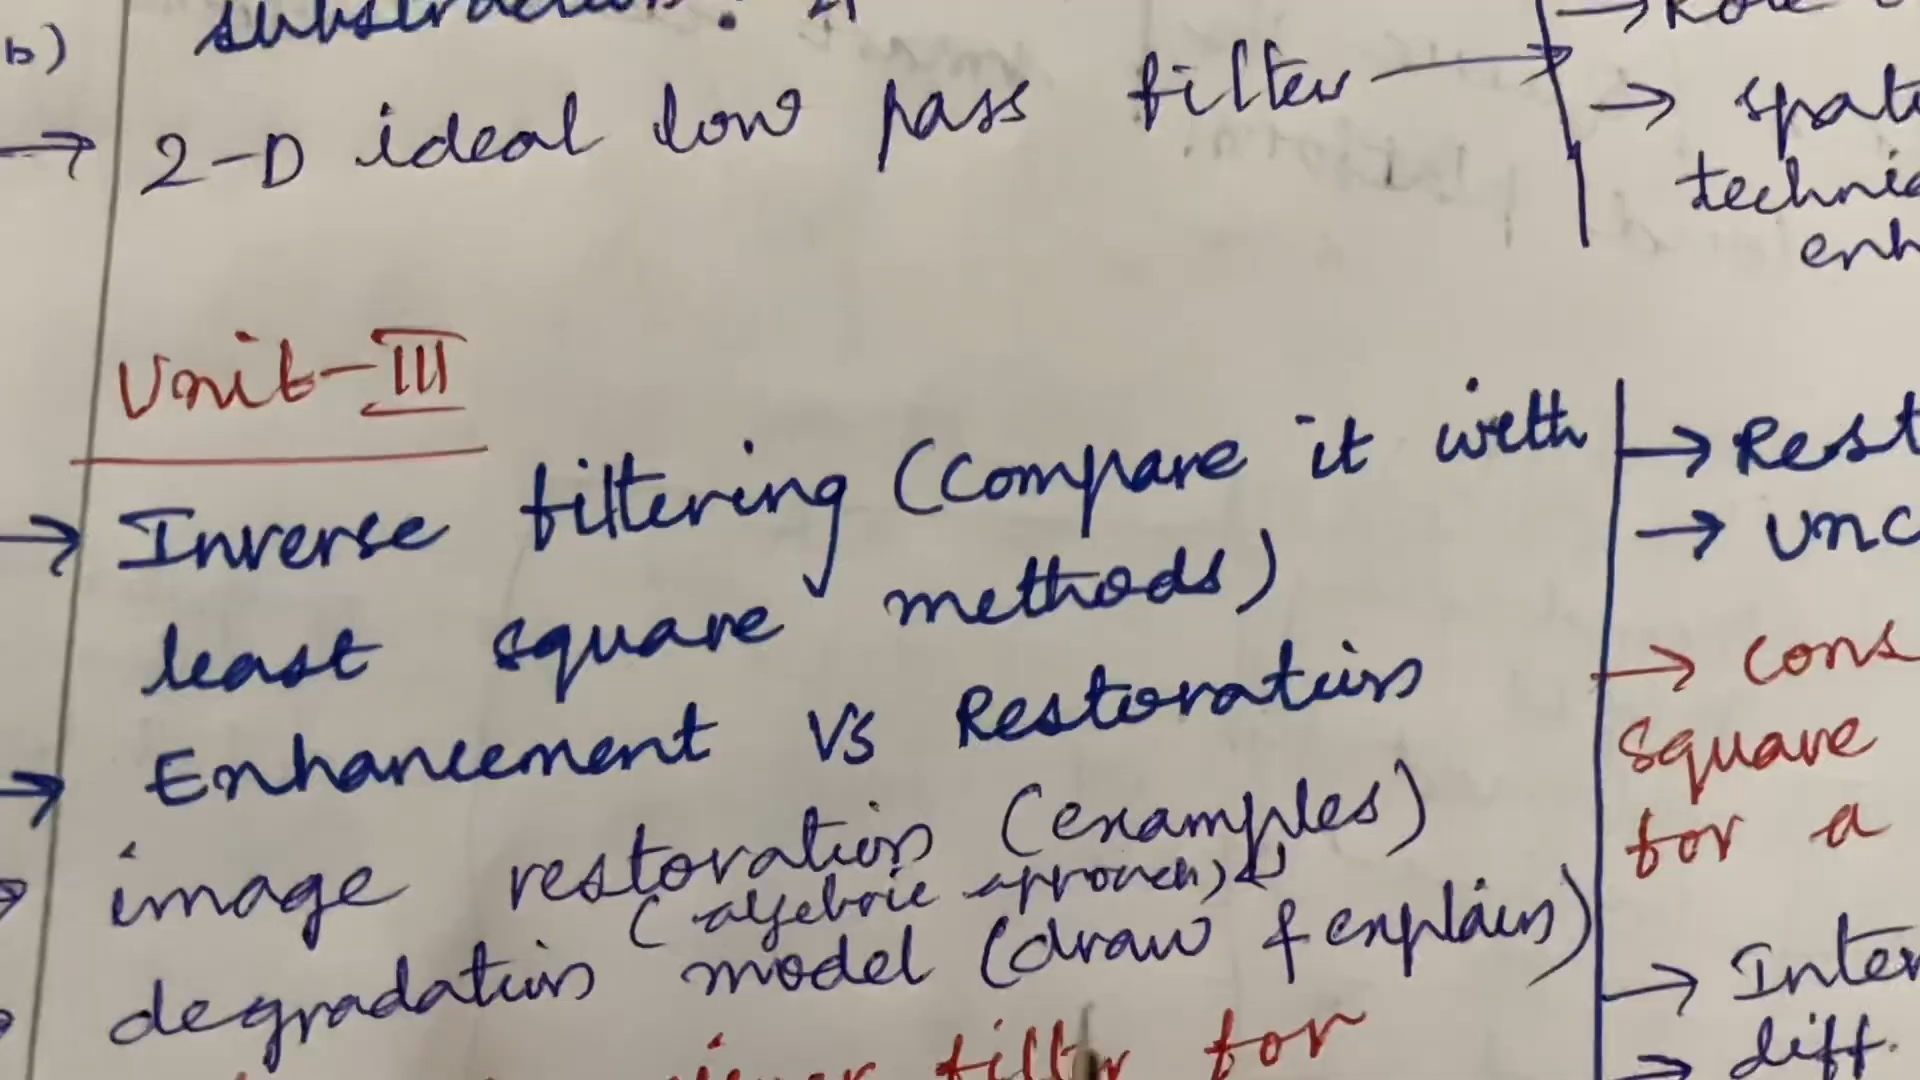 b)
→ 2-D ideal low pass filter →
Unit-III
→ Inverse filtering (Compare it with
least square methods)
→ Enhancement Vs Restoration
image restoration (examples)
(algebraic approach)
degradation model (draw & explain)
filter for
→ spat
techni
enh
→ Rest
→ unc
→ cons
square
for a
→ Inter
→ diff.